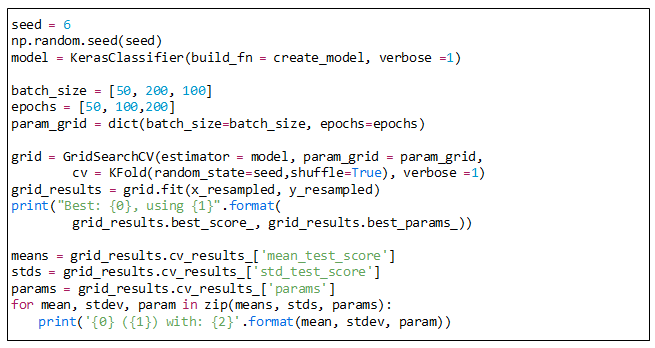 seed = 6
np.random.seed(seed)
model = KerasClassifier(build_fn = create_model, verbose =1)

batch_size = [50, 200, 100]
epochs = [50, 100,200]
param_grid = dict(batch_size=batch_size, epochs=epochs)

grid = GridSearchCV(estimator = model, param_grid = param_grid,
        cv = KFold(random_state=seed,shuffle=True), verbose =1)
grid_results = grid.fit(x_resampled, y_resampled)
print("Best: {0}, using {1}".format(
        grid_results.best_score_, grid_results.best_params_))

means = grid_results.cv_results_['mean_test_score']
stds = grid_results.cv_results_['std_test_score']
params = grid_results.cv_results_['params']
for mean, stdev, param in zip(means, stds, params):
    print('{0} ({1}) with: {2}'.format(mean, stdev, param))